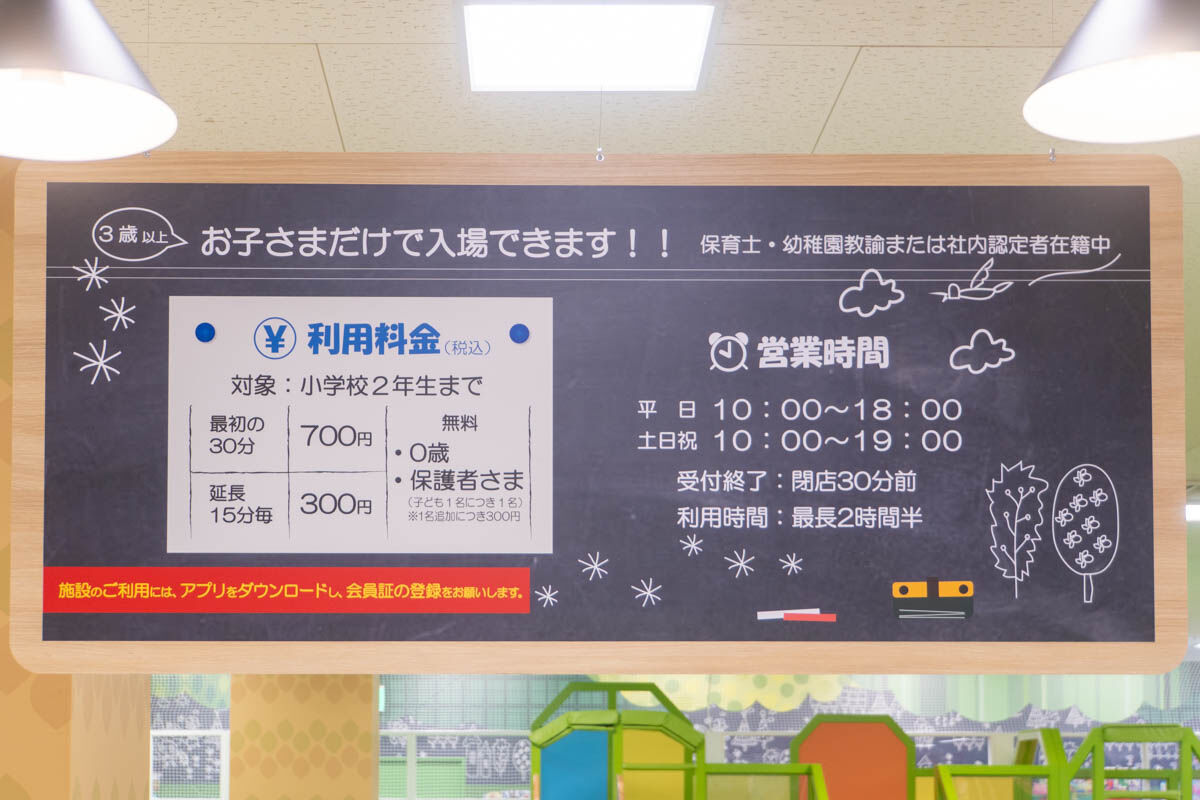 3歳以上
お子さまだけで入場できます！！ 保育士・幼稚園教諭または社内認定者在籍中
¥ 利用料金(税込)
対象：小学校2年生まで
最初の
30分
700円
延長
15分毎
300円
無料
・0歳
・保護者さま
(子ども1名につき1名)
※1名追加につき300円
施設のご利用には、アプリをダウンロードし、会員証の登録をお願いします。
営業時間
平 日 10：00～18：00
土日祝 10：00～19：00
受付終了：閉店30分前
利用時間：最長2時間半